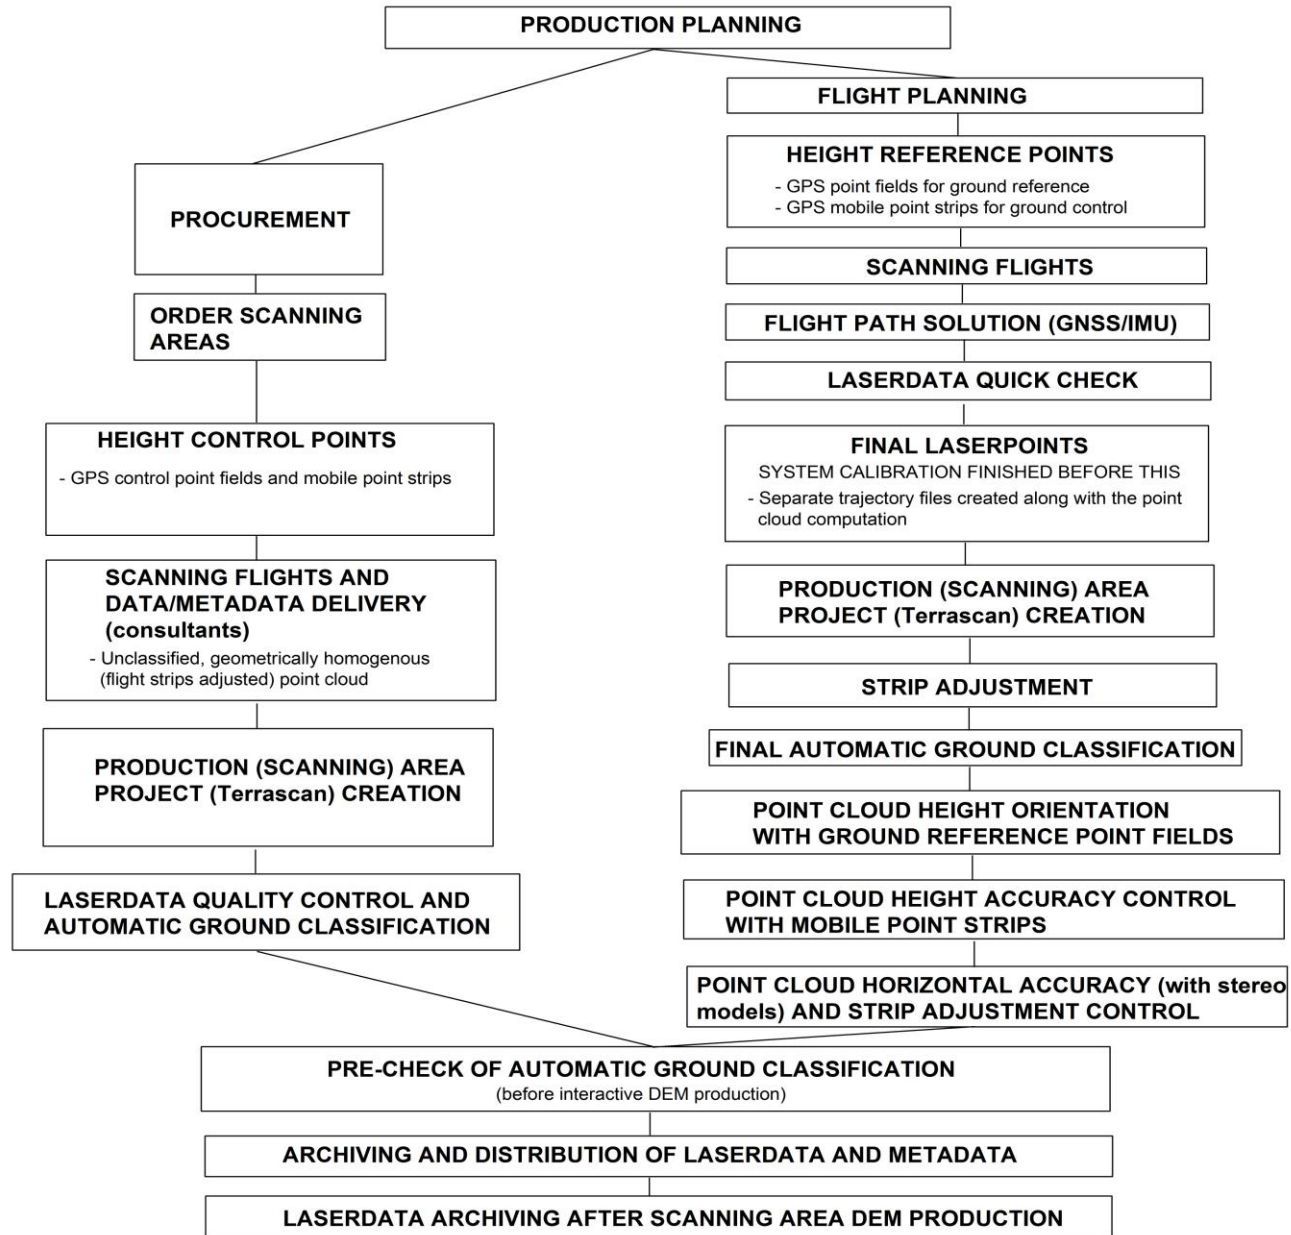 PRODUCTION PLANNING
FLIGHT PLANNING
HEIGHT REFERENCE POINTS
- GPS point fields for ground reference
- GPS mobile point strips for ground control
SCANNING FLIGHTS
FLIGHT PATH SOLUTION (GNSS/IMU)
LASERDATA QUICK CHECK
FINAL LASERPOINTS
SYSTEM CALIBRATION FINISHED BEFORE THIS
- Separate trajectory files created along with the point
cloud computation
PRODUCTION (SCANNING) AREA
PROJECT (Terrascan) CREATION
STRIP ADJUSTMENT
FINAL AUTOMATIC GROUND CLASSIFICATION
POINT CLOUD HEIGHT ORIENTATION
WITH GROUND REFERENCE POINT FIELDS
POINT CLOUD HEIGHT ACCURACY CONTROL
WITH MOBILE POINT STRIPS
POINT CLOUD HORIZONTAL ACCURACY (with stereo
models) AND STRIP ADJUSTMENT CONTROL
PROCUREMENT
ORDER SCANNING
AREAS
HEIGHT CONTROL POINTS
- GPS control point fields and mobile point strips
SCANNING FLIGHTS AND
DATA/METADATA DELIVERY
(consultants)
- Unclassified, geometrically homogenous
(flight strips adjusted) point cloud
PRODUCTION (SCANNING) AREA
PROJECT (Terrascan) CREATION
LASERDATA QUALITY CONTROL AND
AUTOMATIC GROUND CLASSIFICATION
PRE-CHECK OF AUTOMATIC GROUND CLASSIFICATION
(before interactive DEM production)
ARCHIVING AND DISTRIBUTION OF LASERDATA AND METADATA
LASERDATA ARCHIVING AFTER SCANNING AREA DEM PRODUCTION